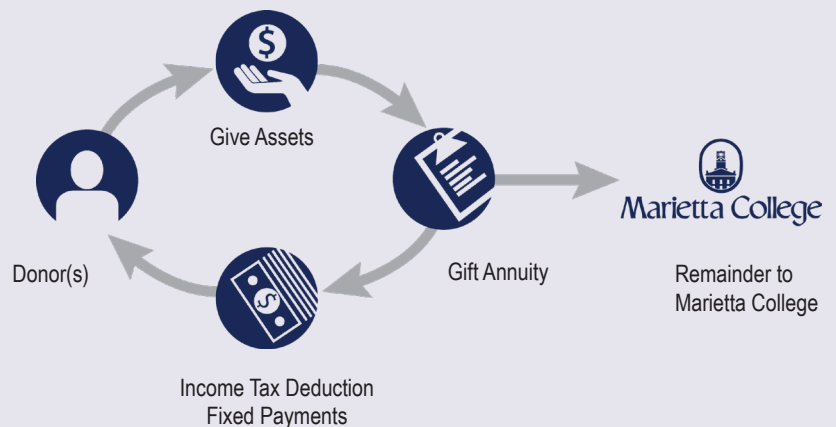 $
Give Assets
Marietta College
Donor(s)
Gift Annuity
Remainder to
Marietta College
$
Income Tax Deduction
Fixed Payments